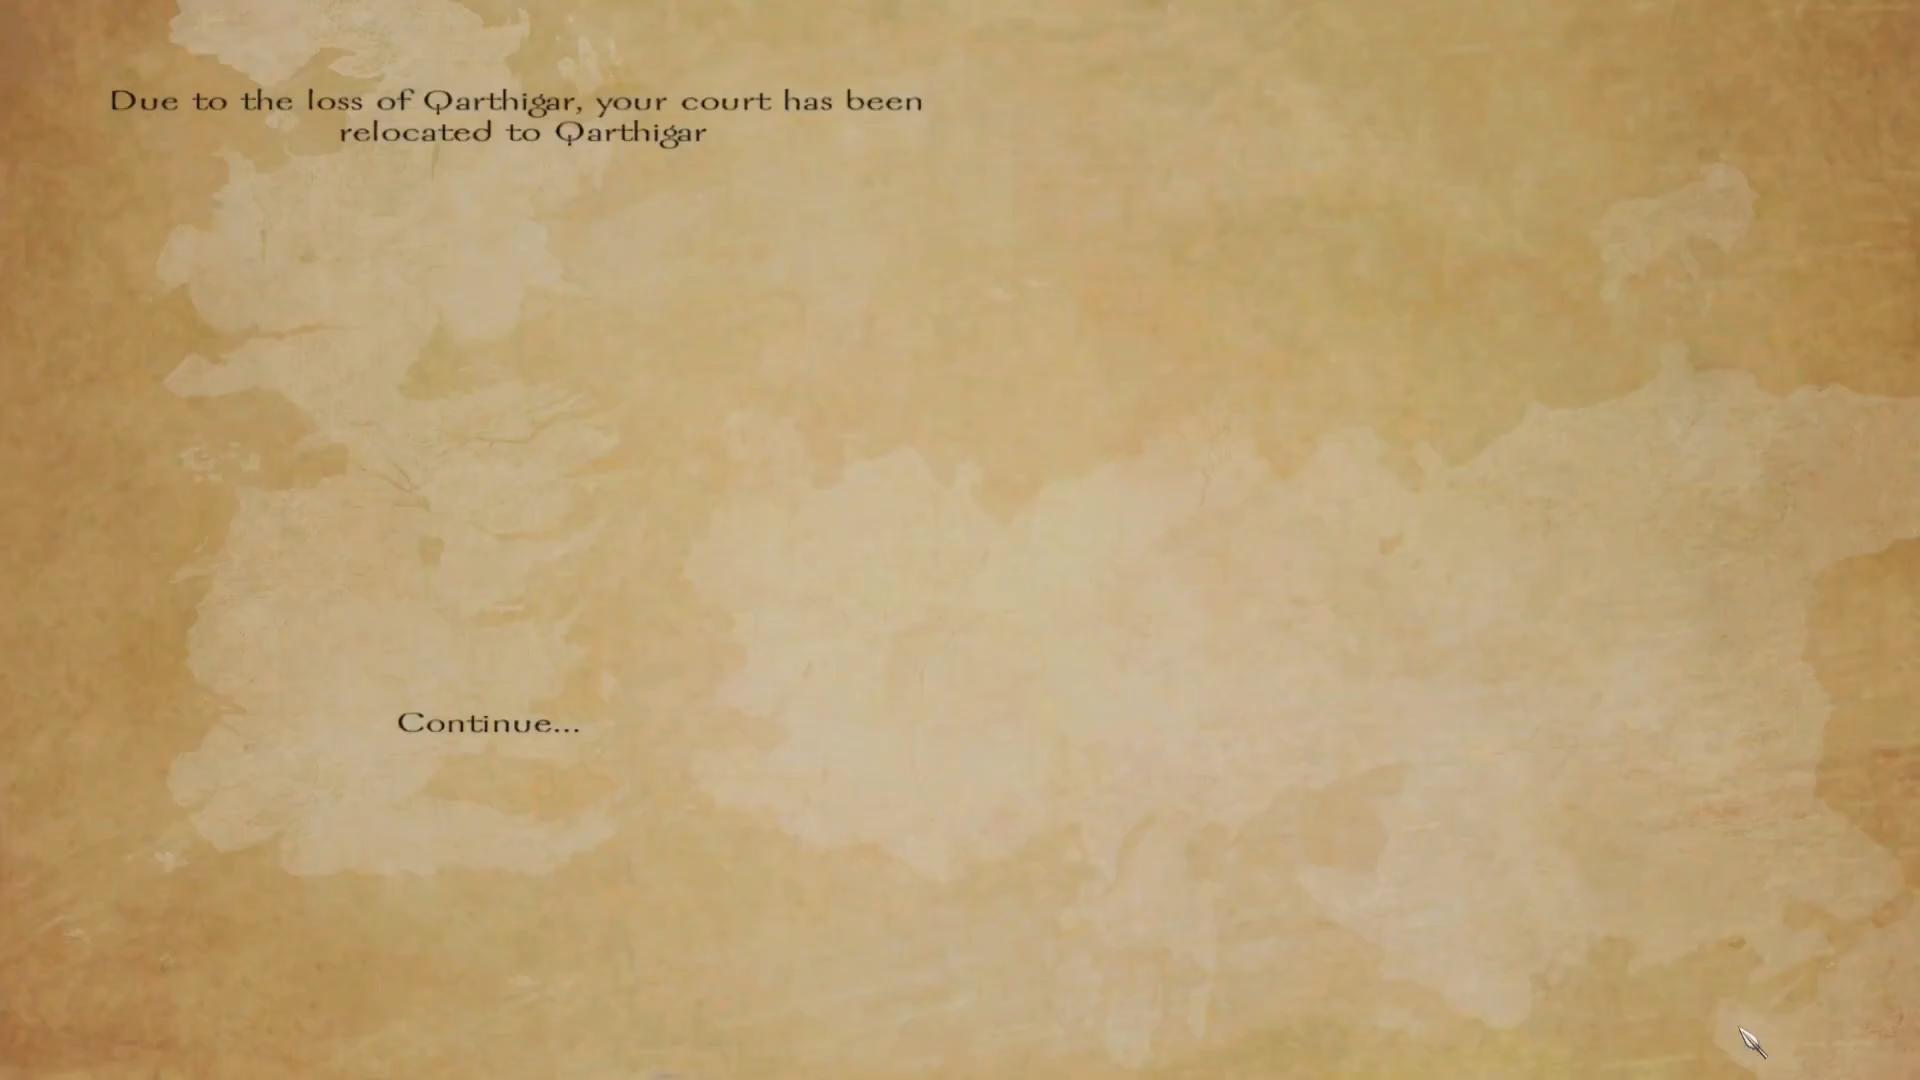 Due to the loss of Qarthigar, your court has been
relocated to Qarthigar
Continue...